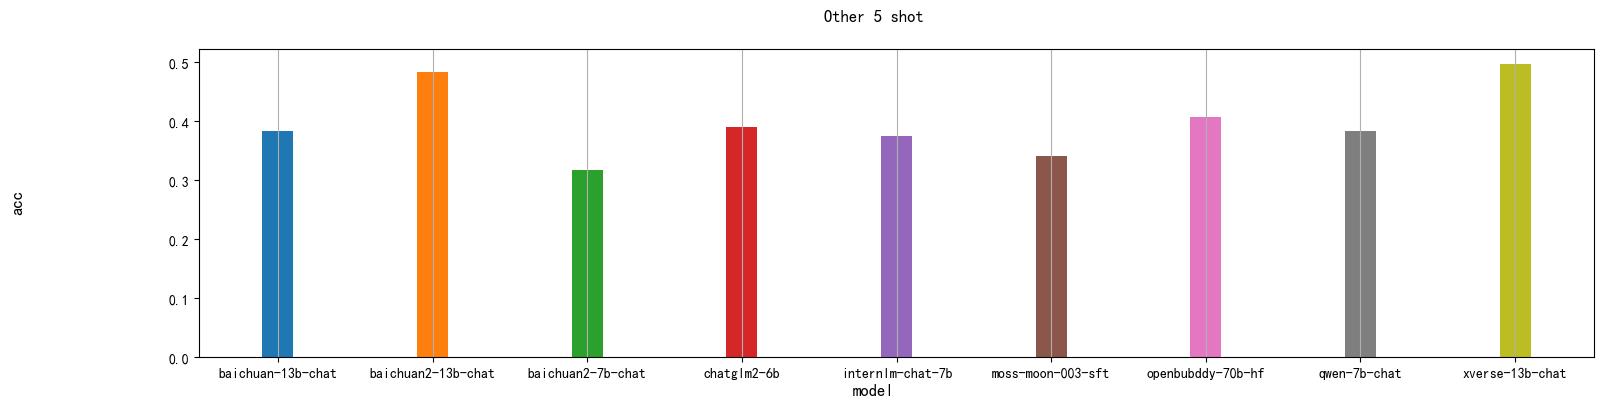 Other 5 shot
acc
0.5
0.4
0.3
0.2
0.1
0.0
baichuan-13b-chat baichuan2-13b-chat baichuan2-7b-chat chatglm2-6b internlm-chat-7b moss-moon-003-sft openbubddy-70b-hf qwen-7b-chat xverse-13b-chat
model